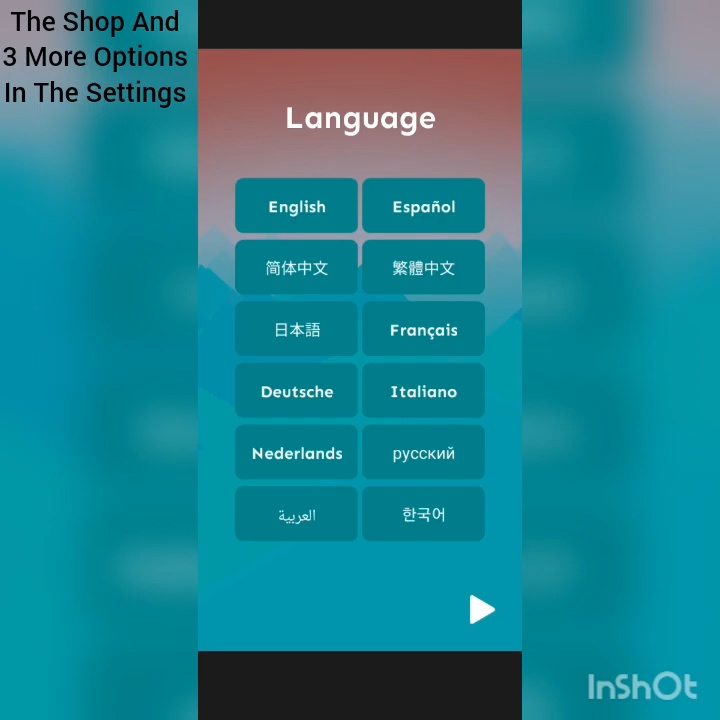 The Shop And
3 More Options
In The Settings
Language
English
Español
简体中文
繁體中文
日本語
Français
Deutsche
Italiano
Nederlands
русский
العربية
한국어
InShOt